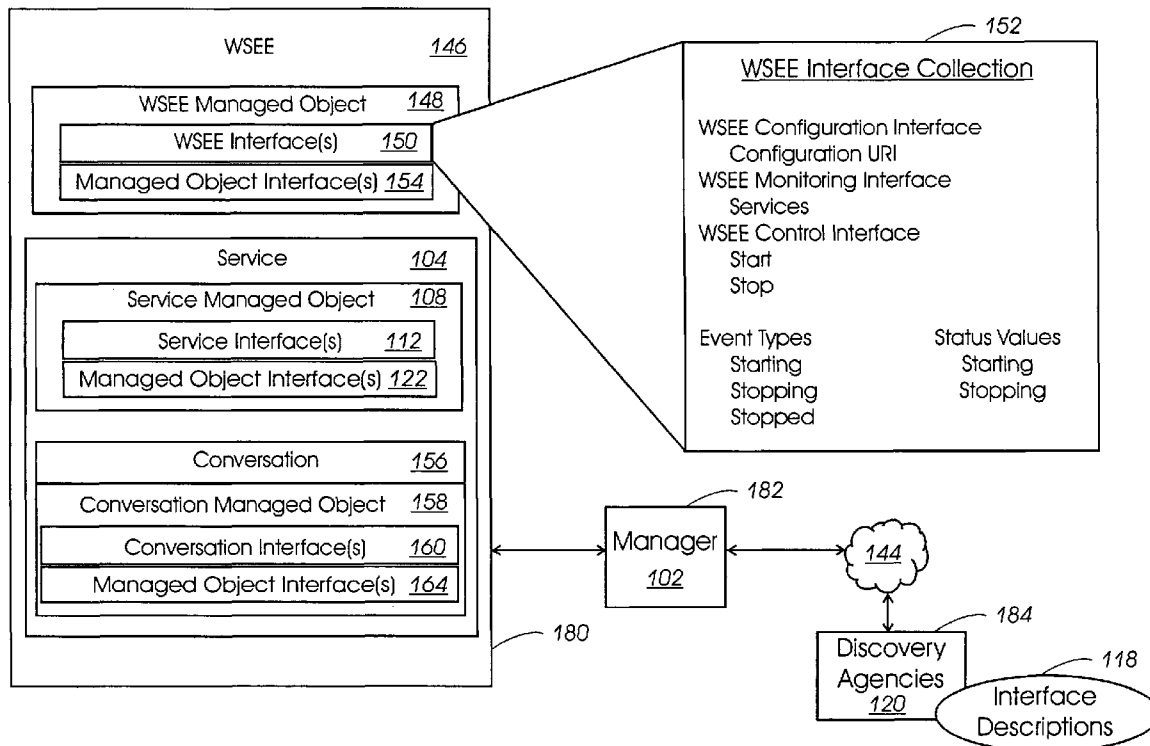 WSEE 146
WSEE Managed Object 148
WSEE Interface(s) 150
Managed Object Interface(s) 154
Service 104
Service Managed Object 108
Service Interface(s) 112
Managed Object Interface(s) 122
Conversation 156
Conversation Managed Object 158
Conversation Interface(s) 160
Managed Object Interface(s) 164
180
152
WSEE Interface Collection
WSEE Configuration Interface
Configuration URI
WSEE Monitoring Interface
Services
WSEE Control Interface
Start
Stop
Event Types
Starting
Stopping
Stopped
Status Values
Starting
Stopping
182
Manager
102
144
184
Discovery
Agencies
120
118
Interface
Descriptions